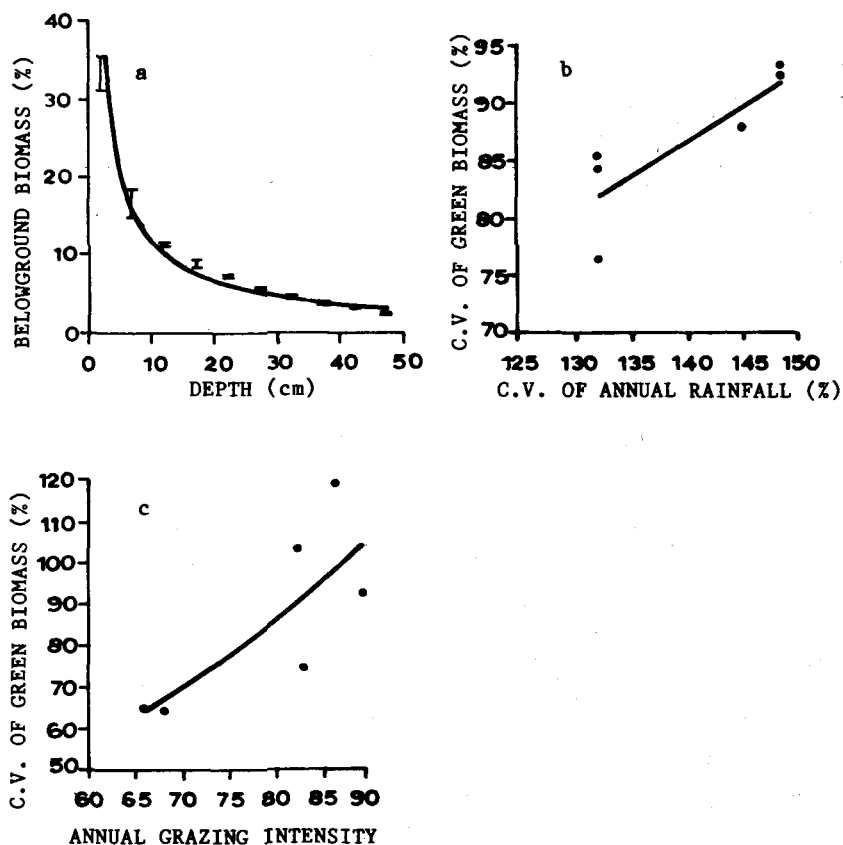 a
BELOWGROUND BIOMASS (%)
40
30
20
10
0
0 10 20 30 40 50
DEPTH (cm)
b
C.V. OF GREEN BIOMASS (%)
95
90
85
80
75
70
125 130 135 140 145 150
C.V. OF ANNUAL RAINFALL (%)
c
C.V. OF GREEN BIOMASS (%)
120
110
100
90
80
70
60
50
60 70 75 80 85 90
ANNUAL GRAZING INTENSITY